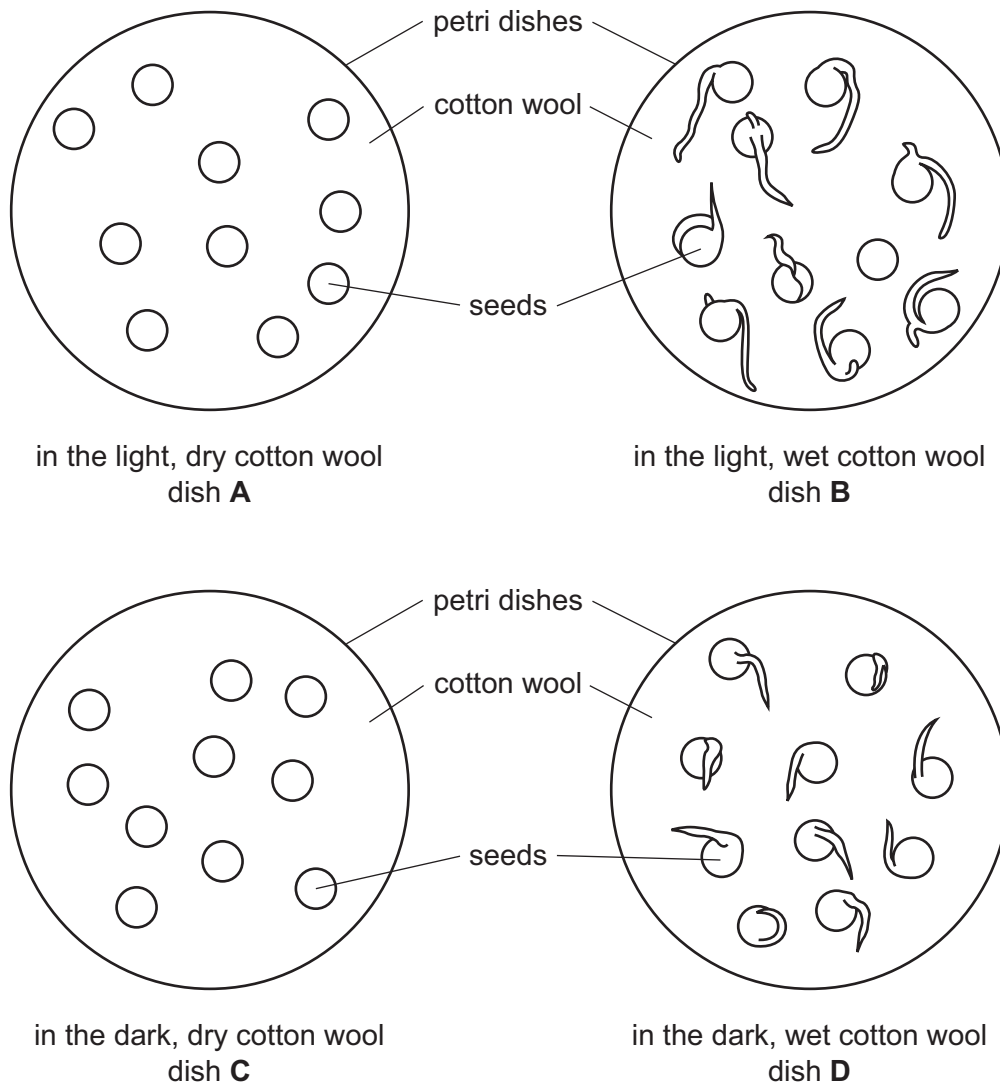 petri dishes
cotton wool
seeds
in the light, dry cotton wool
dish A
in the light, wet cotton wool
dish B
petri dishes
cotton wool
seeds
in the dark, dry cotton wool
dish C
in the dark, wet cotton wool
dish D